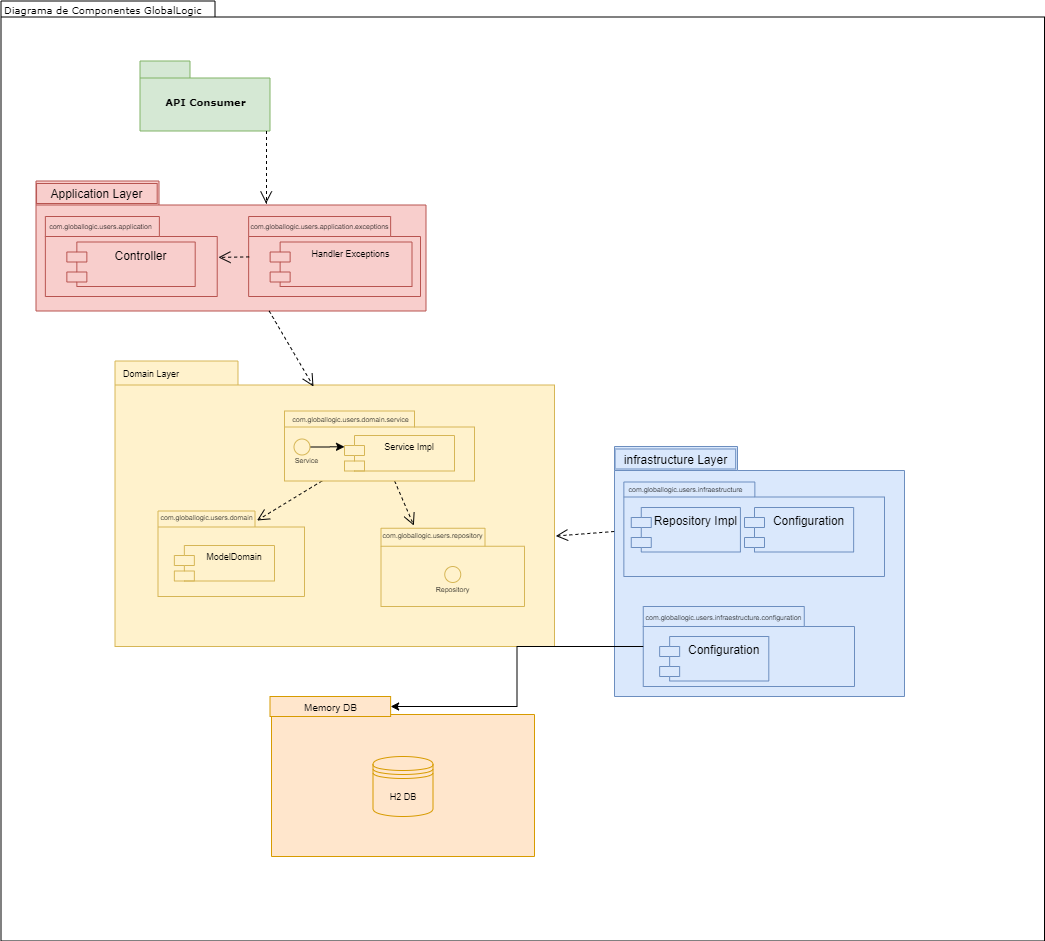 Diagrama de Componentes GlobalLogic
API Consumer
Application Layer
com.globallogic.users.application
Controller
com.globallogic.users.application.exceptions
Handler Exceptions
Domain Layer
com.globallogic.users.domain.service
Service
Service Impl
com.globallogic.users.domain
ModelDomain
com.globallogic.users.repository
Repository
infrastructure Layer
com.globallogic.users.infraestructure
Repository Impl
Configuration
com.globallogic.users.infraestructure.configuration
Configuration
Memory DB
H2 DB